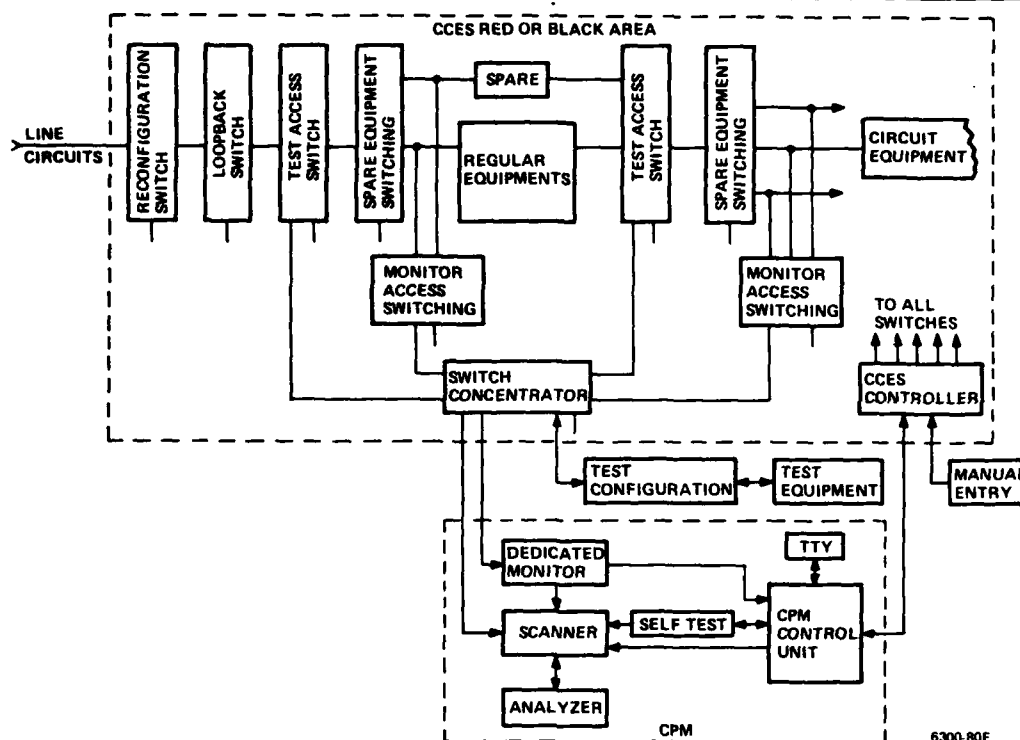 CCES RED OR BLACK AREA
LINE
CIRCUITS
RECONFIGURATION
SWITCH
LOOPBACK
SWITCH
TEST ACCESS
SWITCH
SPARE EQUIPMENT
SWITCHING
SPARE
REGULAR
EQUIPMENTS
TEST ACCESS
SWITCH
SPARE EQUIPMENT
SWITCHING
CIRCUIT
EQUIPMENT
MONITOR
ACCESS
SWITCHING
MONITOR
ACCESS
SWITCHING
TO ALL
SWITCHES
SWITCH
CONCENTRATOR
CCES
CONTROLLER
TEST
CONFIGURATION
TEST
EQUIPMENT
MANUAL
ENTRY
DEDICATED
MONITOR
TTY
SCANNER
SELF TEST
CPM
CONTROL
UNIT
ANALYZER
CPM
6300-80E